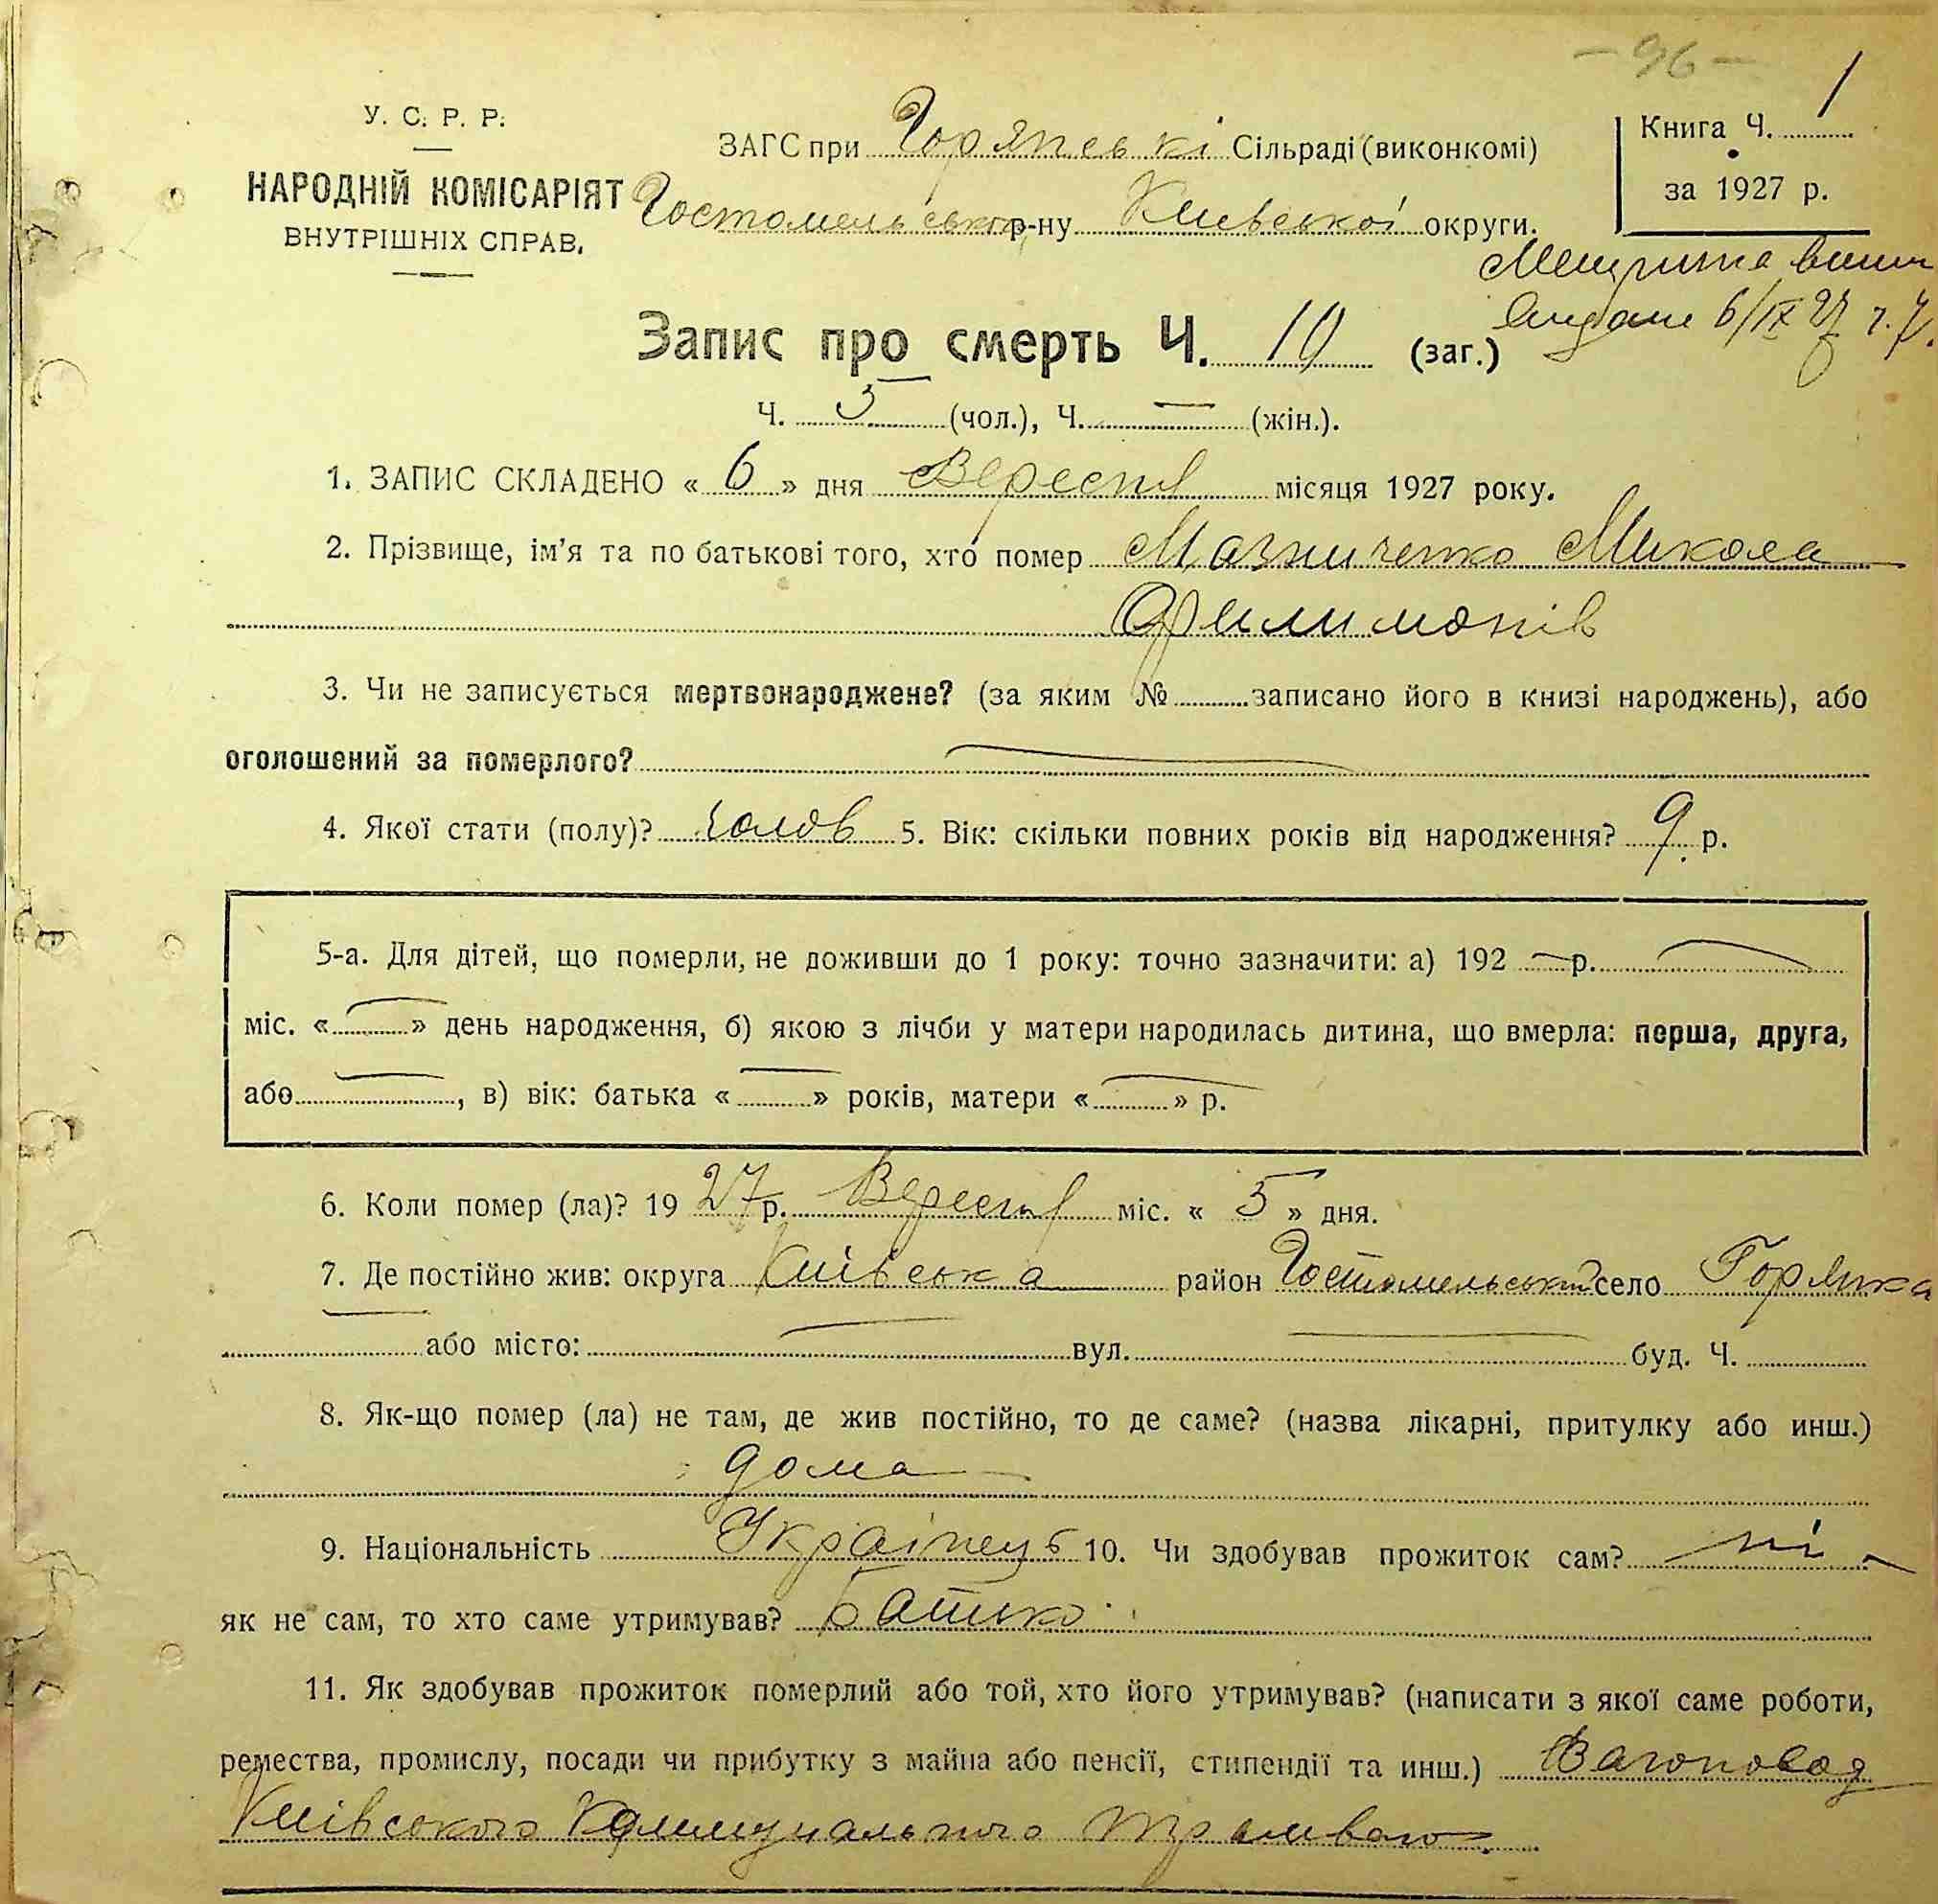 – 96 –
У. С. Р. Р.
НАРОДНІЙ КОМІСАРІЯТ
ВНУТРІШНІХ СПРАВ.
ЗАГС при Горянські Сільраді (виконкомі)
Гостомельського р-ну Київської округи.
Книга Ч. 1
за 1927 р.
6/IX 27 г.
Запис про смерть Ч. 10 (заг.)
Ч. 5 (чол.), Ч. — (жін.).
1. ЗАПИС СКЛАДЕНО « 6 » дня Вересня місяця 1927 року.
2. Прізвище, ім'я та по батькові того, хто помер Мазниченко Микола
Филимонів
3. Чи не записується мертвонароджене? (за яким № записано його в книзі народжень), або
оголошений за померлого? —
4. Якої стати (полу)? чолов 5. Вік: скільки повних років від народження? 9 р.
5-а. Для дітей, що померли, не доживши до 1 року: точно зазначити: а) 192 — р. —
міс. « — » день народження, б) якою з лічби у матери народилась дитина, що вмерла: перша, друга,
або —, в) вік: батька « — » років, матери « — » р.
6. Коли помер (ла)? 19 27 р. Вересня міс. « 5 » дня.
7. Де постійно жив: округа Київська район Гостомельський село Горянка
— або місто: — вул. — буд. Ч.
8. Як-що помер (ла) не там, де жив постійно, то де саме? (назва лікарні, притулку або инш.)
дома
9. Національність Українець 10. Чи здобував прожиток сам? ні
як не сам, то хто саме утримував? батько
11. Як здобував прожиток померлий або той, хто його утримував? (написати з якої саме роботи,
ремества, промислу, посади чи прибутку з майна або пенсії, стипендії та инш.) Вагоновод
Київського Комунального трамваю.